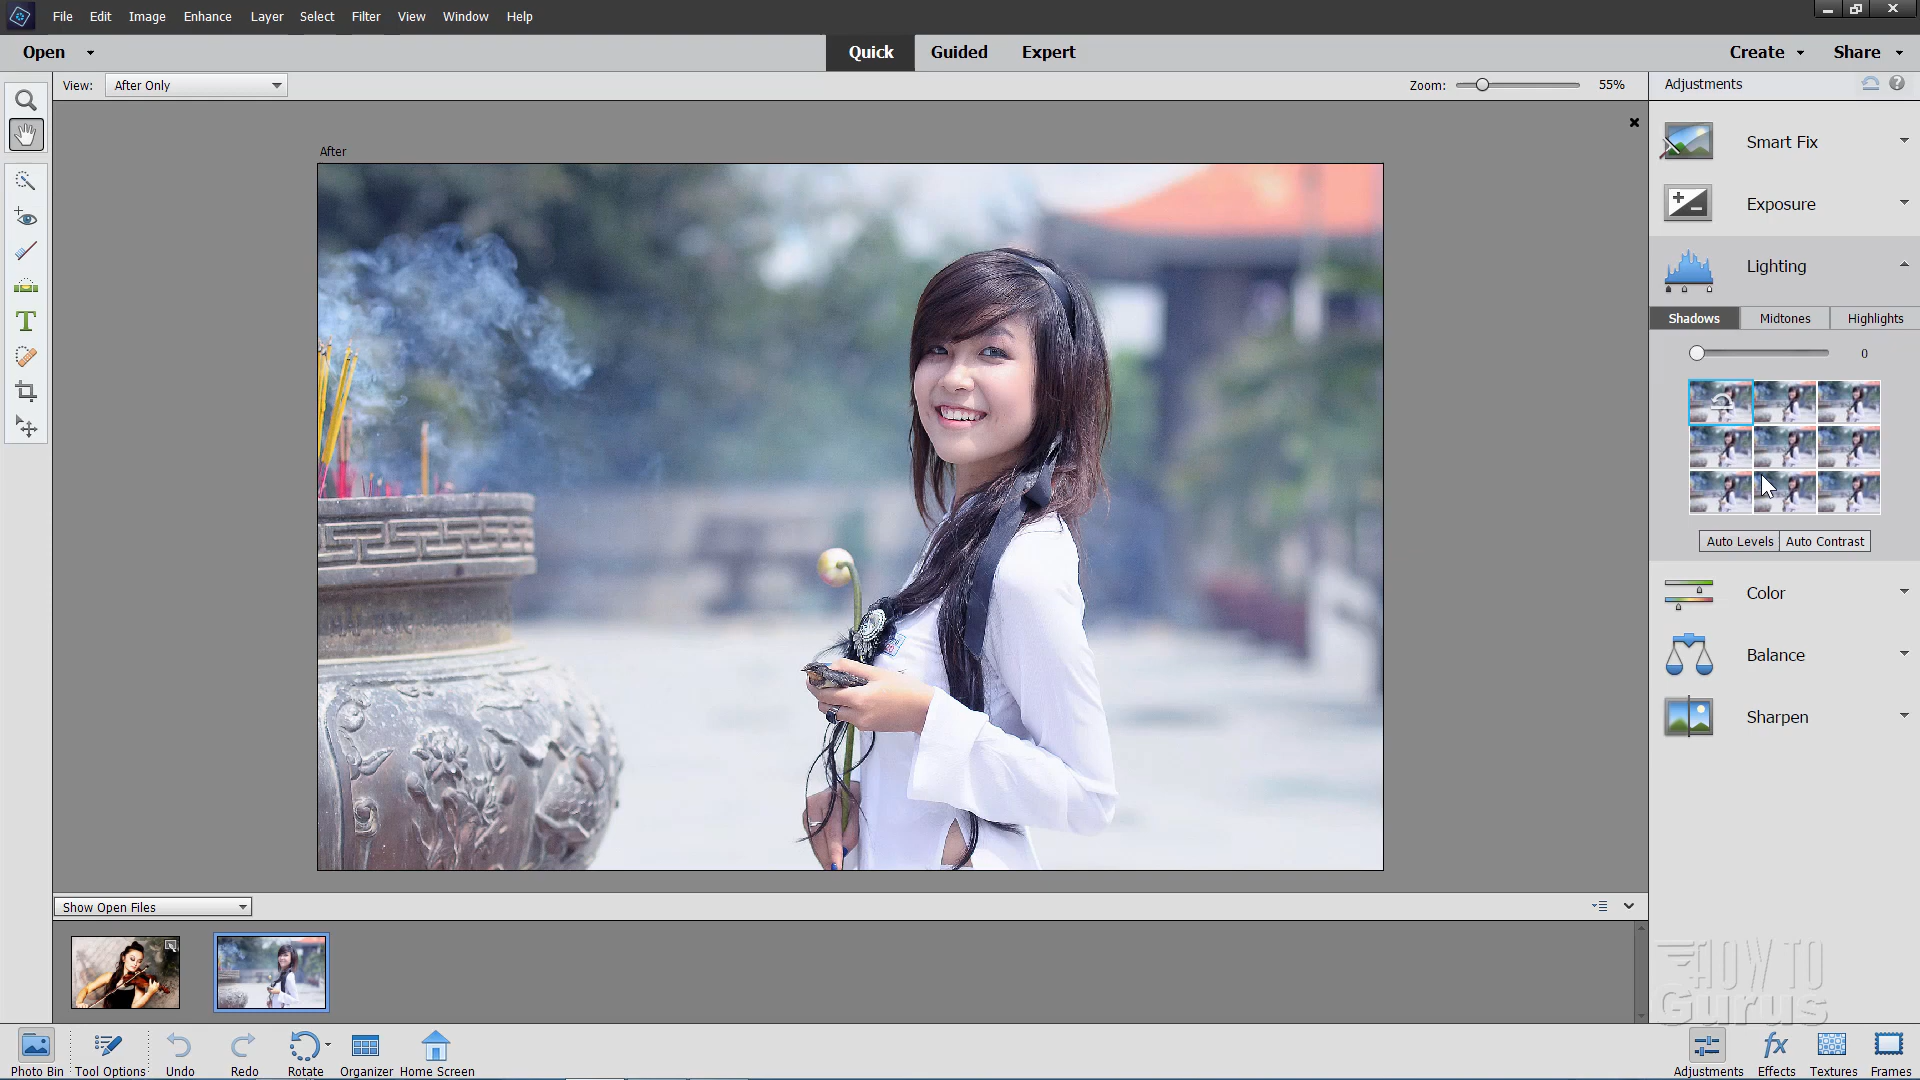 File Edit Image Enhance Layer Select Filter View Window Help
Open Quick Guided Expert Create Share
View: After Only Zoom: 55% Adjustments
After
Smart Fix
Exposure
Lighting
Shadows Midtones Highlights
0
Auto Levels Auto Contrast
Color
Balance
Sharpen
Show Open Files
HOW TO
Gurus
Photo Bin Tool Options Undo Redo Rotate Organizer Home Screen Adjustments fx Effects Textures Frames